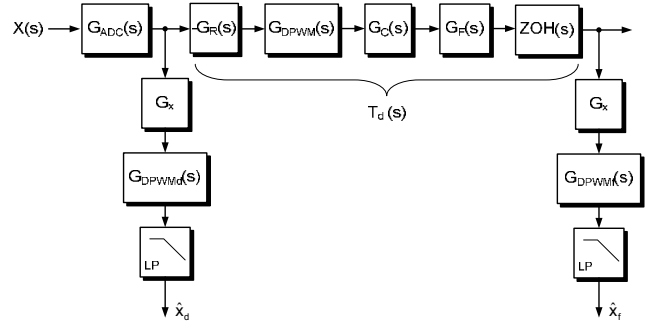 X(s) G_ADC(s) -G_R(s) G_DPWM(s) G_C(s) G_F(s) ZOH(s)
T_d(s)
G_x G_x
G_DPWMd(s) G_DPWMf(s)
LP LP
x̂_d x̂_f